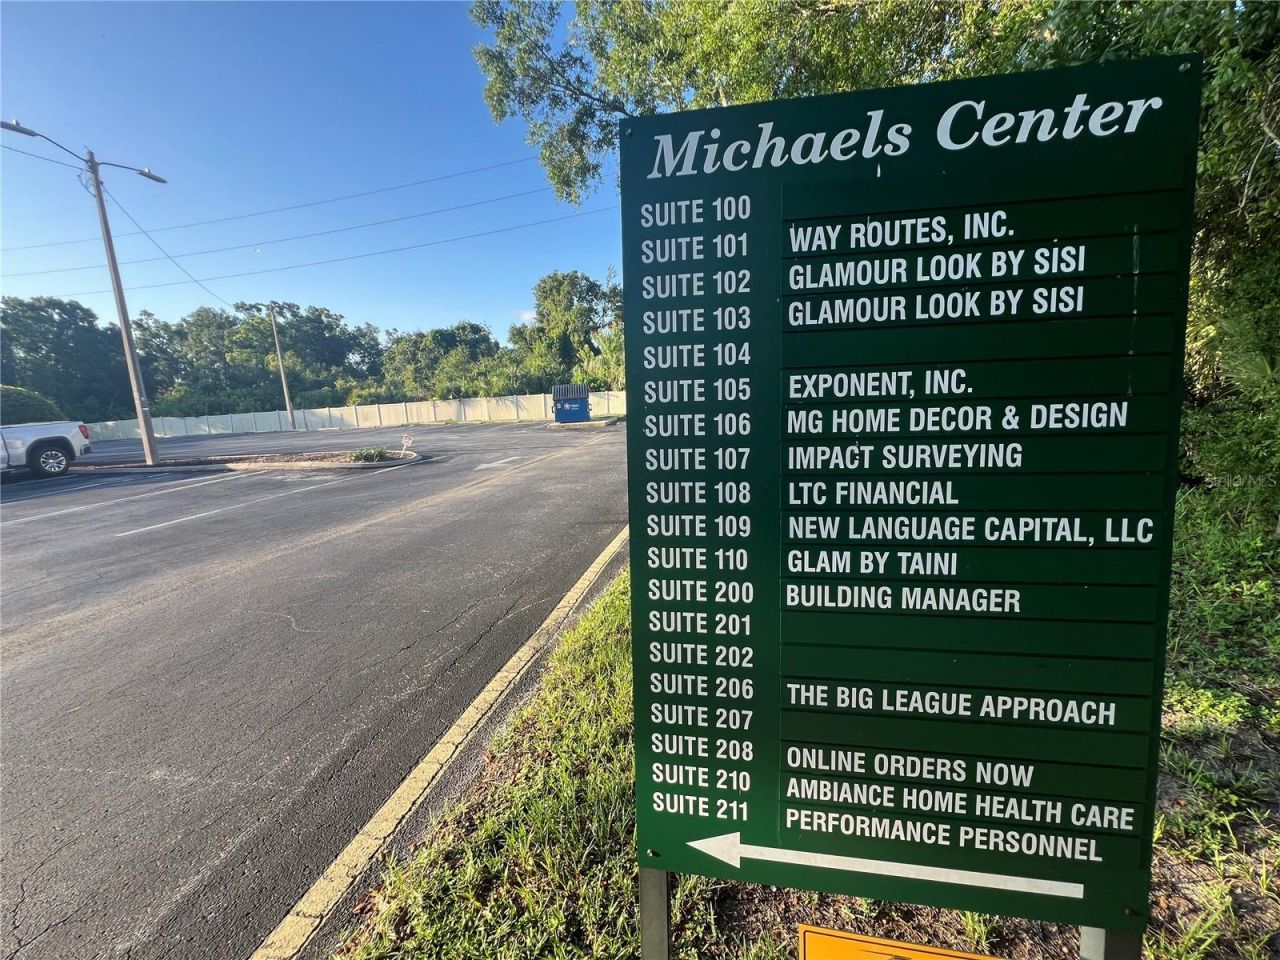 Michaels Center
SUITE 100
SUITE 101 WAY ROUTES, INC.
SUITE 102 GLAMOUR LOOK BY SISI
SUITE 103 GLAMOUR LOOK BY SISI
SUITE 104
SUITE 105 EXPONENT, INC.
SUITE 106 MG HOME DECOR & DESIGN
SUITE 107 IMPACT SURVEYING
SUITE 108 LTC FINANCIAL
SUITE 109 NEW LANGUAGE CAPITAL, LLC
SUITE 110 GLAM BY TAINI
SUITE 200 BUILDING MANAGER
SUITE 201
SUITE 202
SUITE 206 THE BIG LEAGUE APPROACH
SUITE 207
SUITE 208 ONLINE ORDERS NOW
SUITE 210 AMBIANCE HOME HEALTH CARE
SUITE 211 PERFORMANCE PERSONNEL
StellarMLS